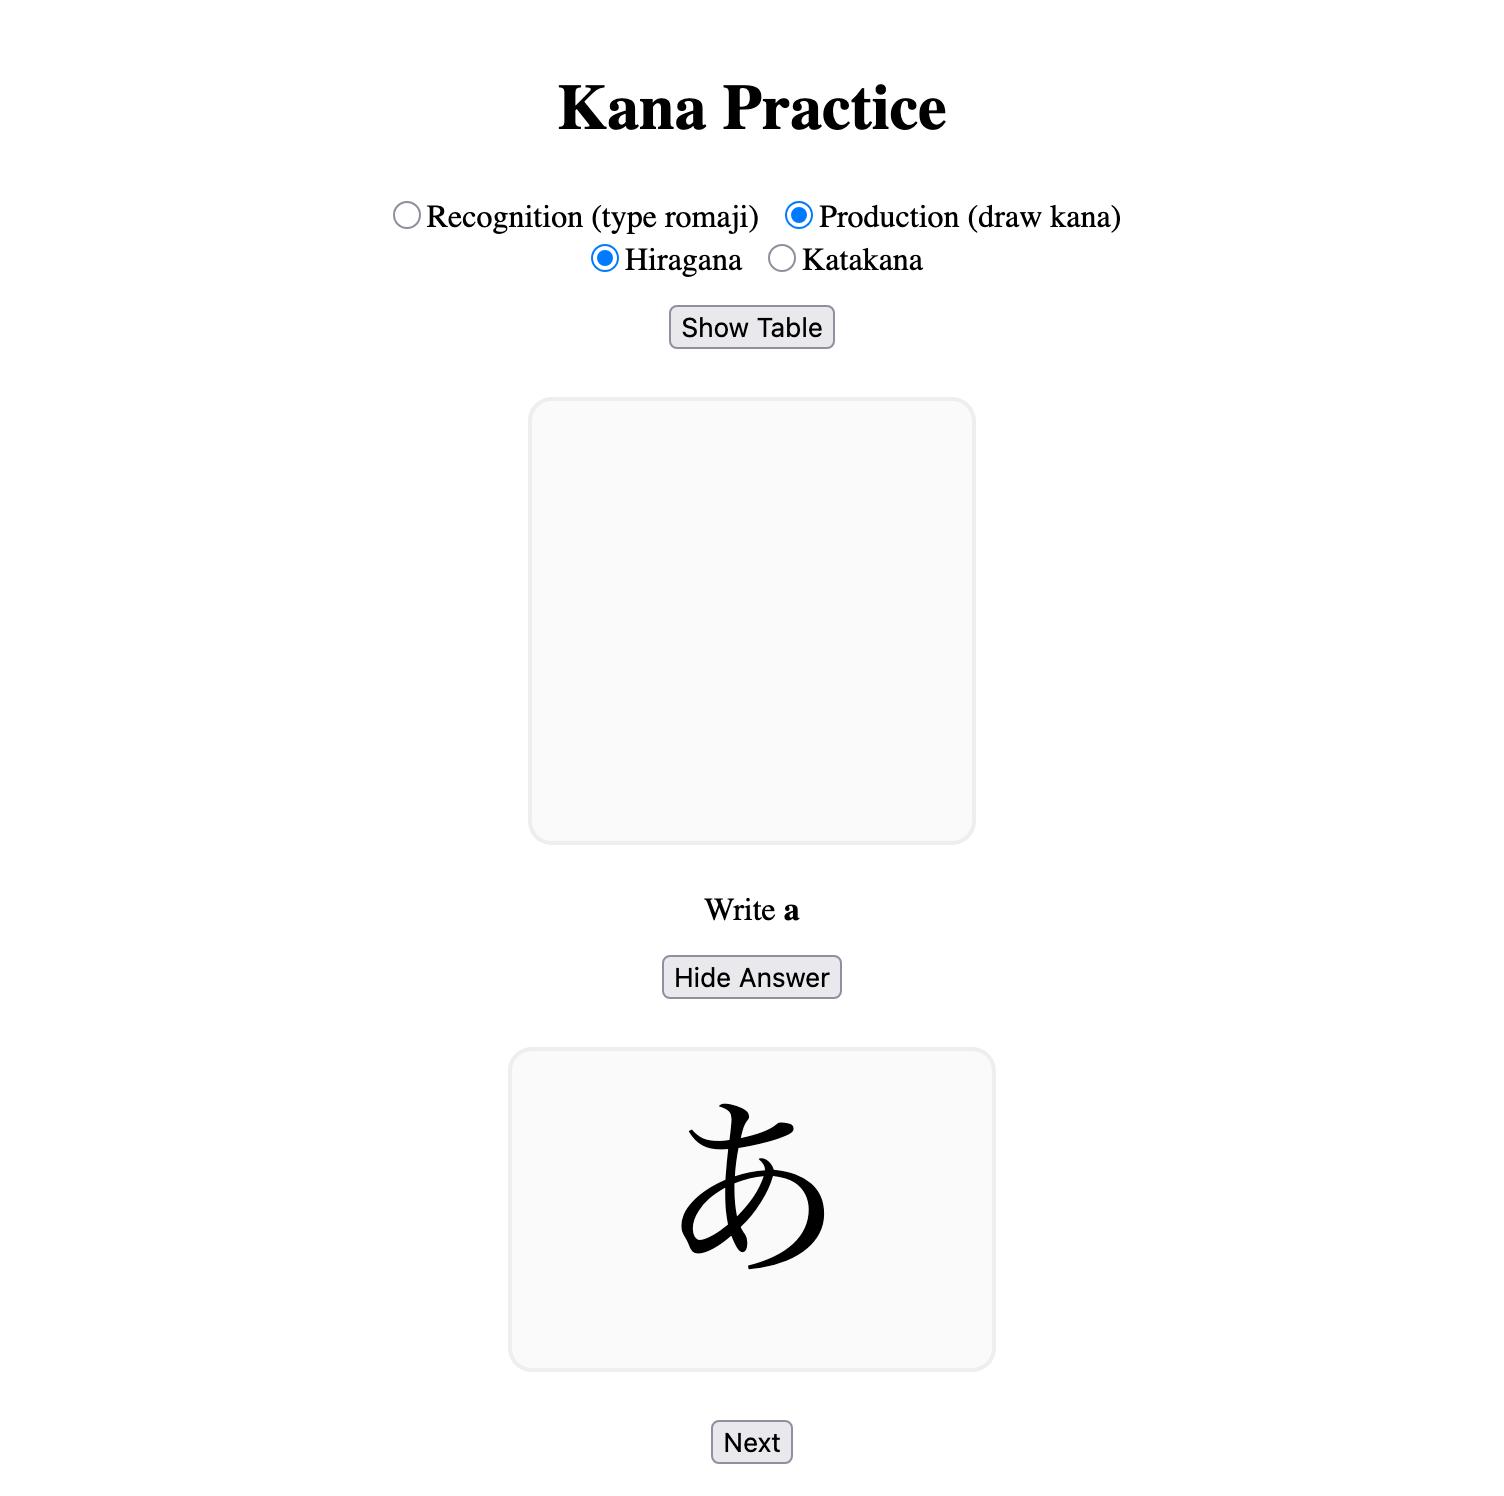 Kana Practice
Recognition (type romaji) Production (draw kana)
Hiragana Katakana
Show Table
Write a
Hide Answer
あ
Next